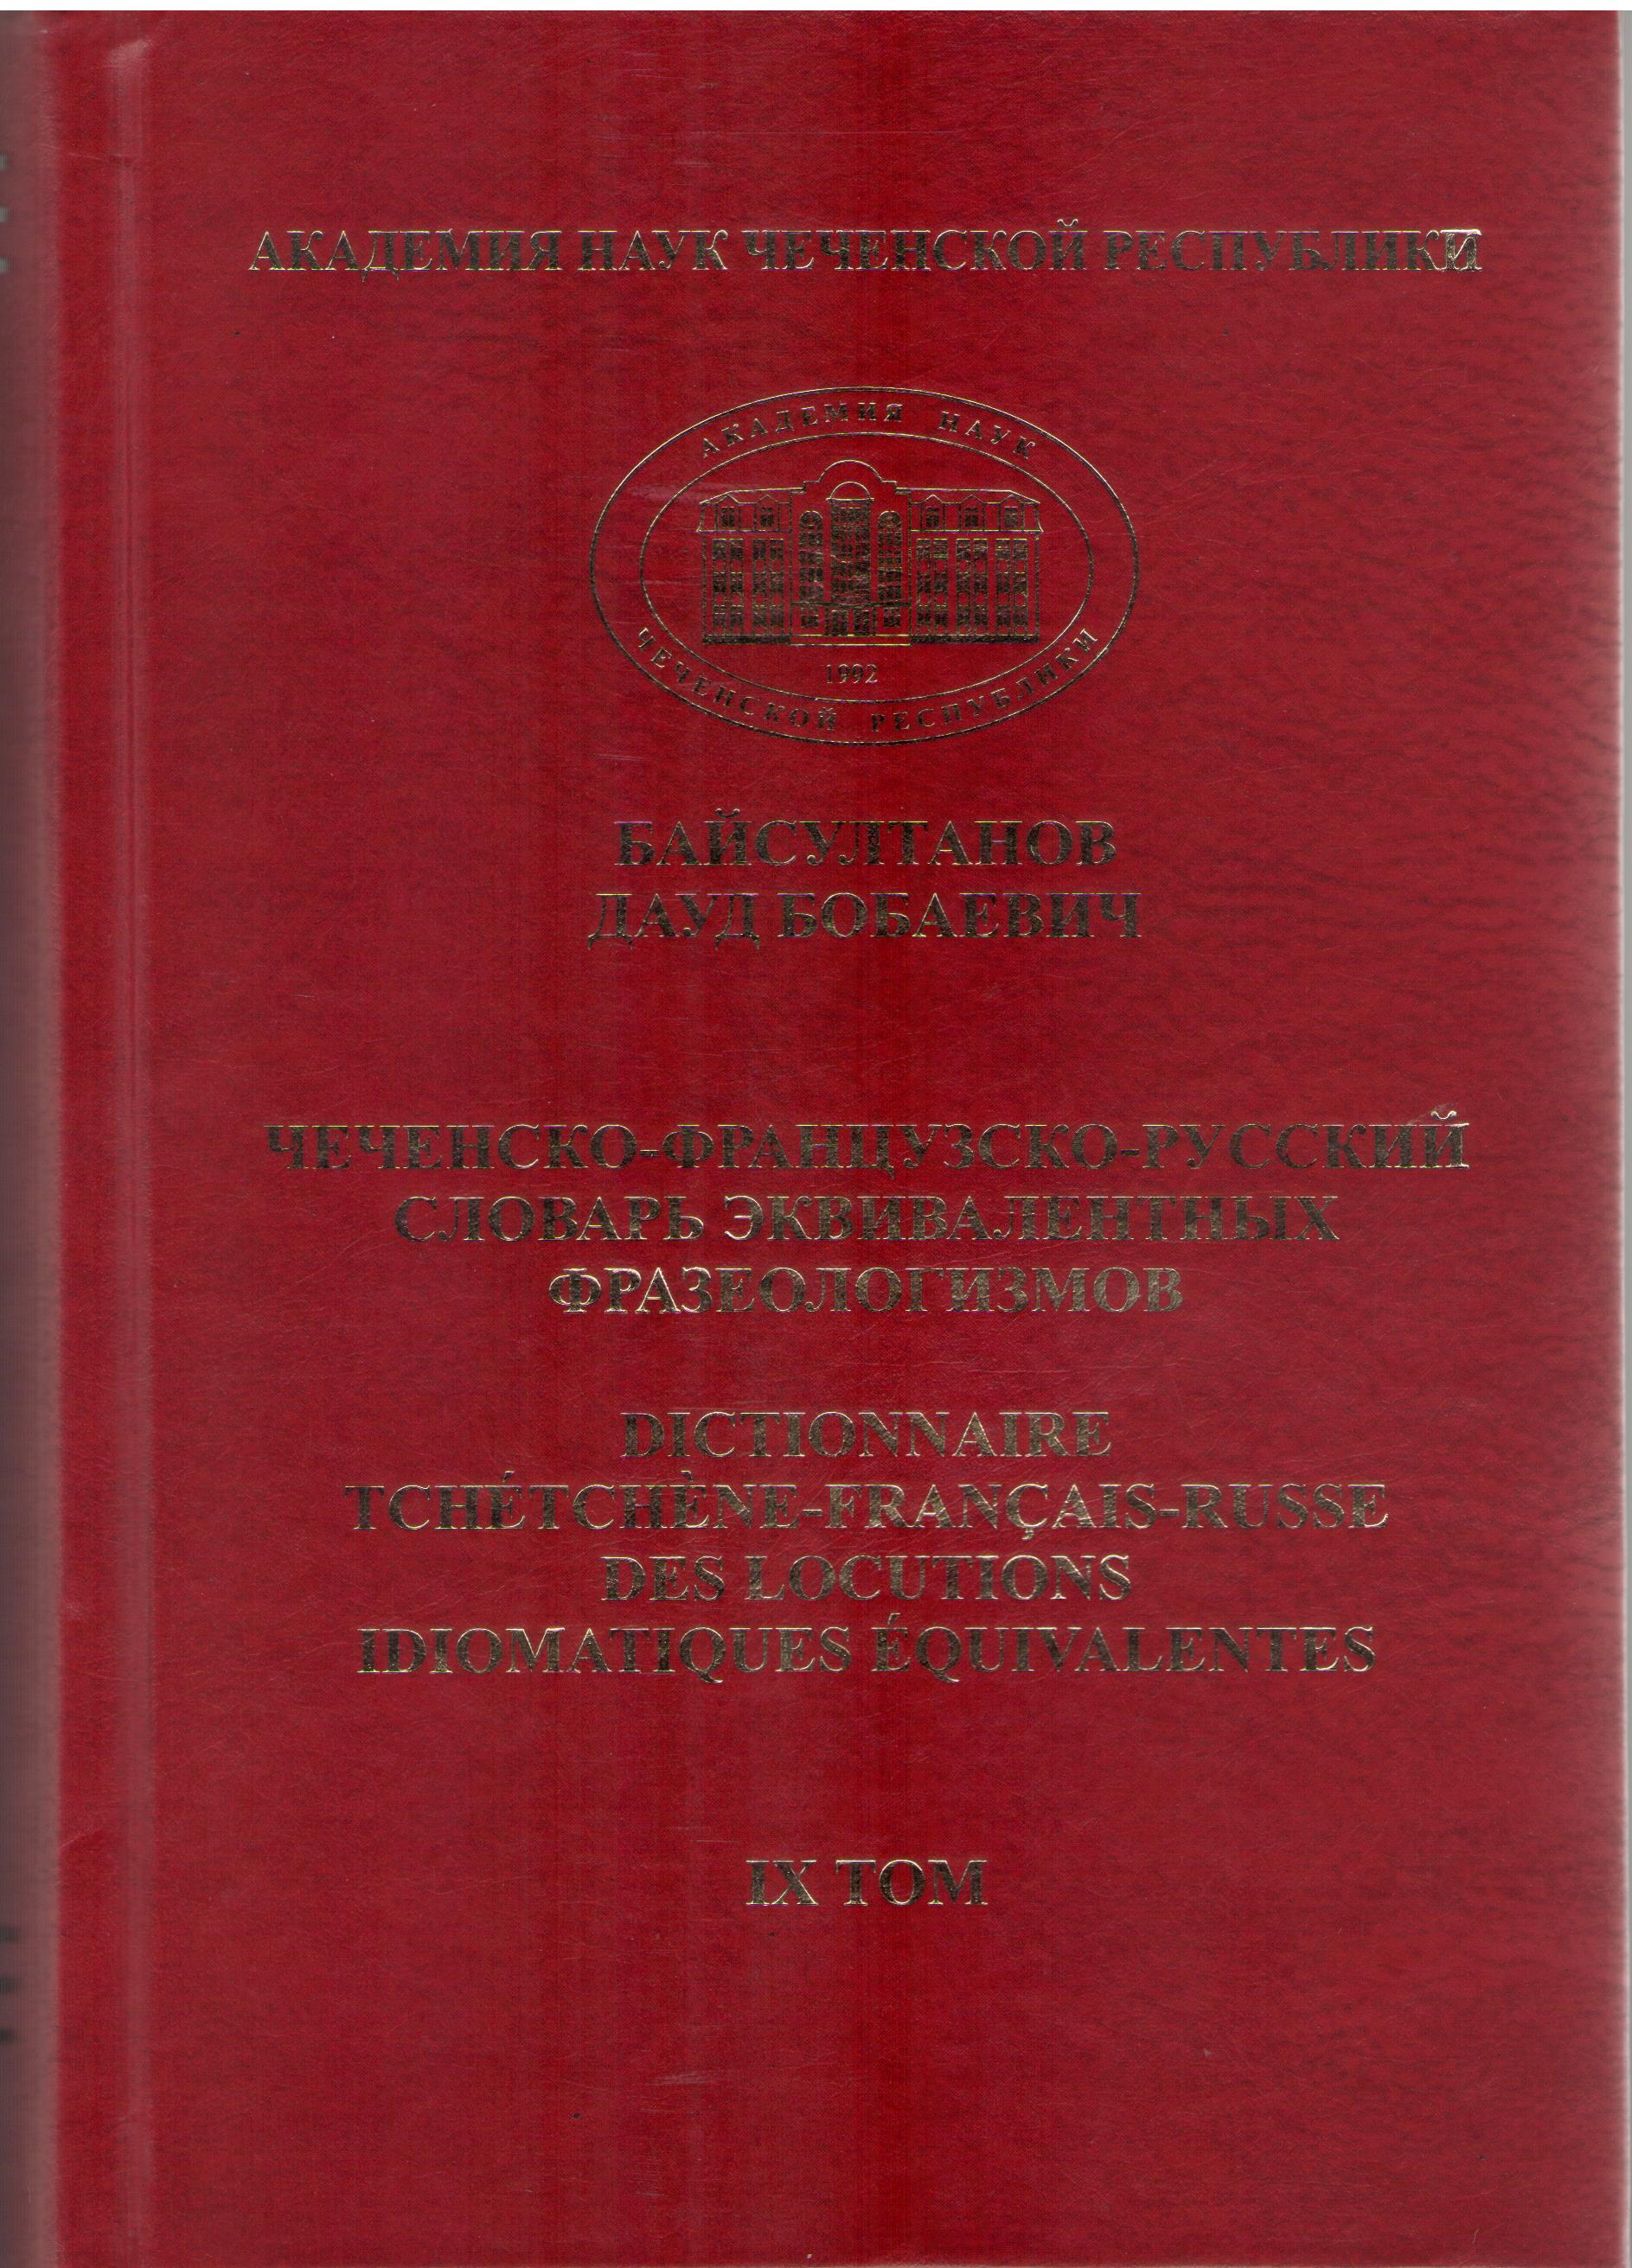 АКАДЕМИЯ НАУК ЧЕЧЕНСКОЙ РЕСПУБЛИКИ
АКАДЕМИЯ НАУК
1992
ЧЕЧЕНСКОЙ РЕСПУБЛИКИ
БАЙСУЛТАНОВ
ДАУД БОБАЕВИЧ
ЧЕЧЕНСКО-ФРАНЦУЗСКО-РУССКИЙ
СЛОВАРЬ ЭКВИВАЛЕНТНЫХ
ФРАЗЕОЛОГИЗМОВ
DICTIONNAIRE
TCHÉTCHÈNE-FRANÇAIS-RUSSE
DES LOCUTIONS
IDIOMATIQUES ÉQUIVALENTES
IX ТОМ